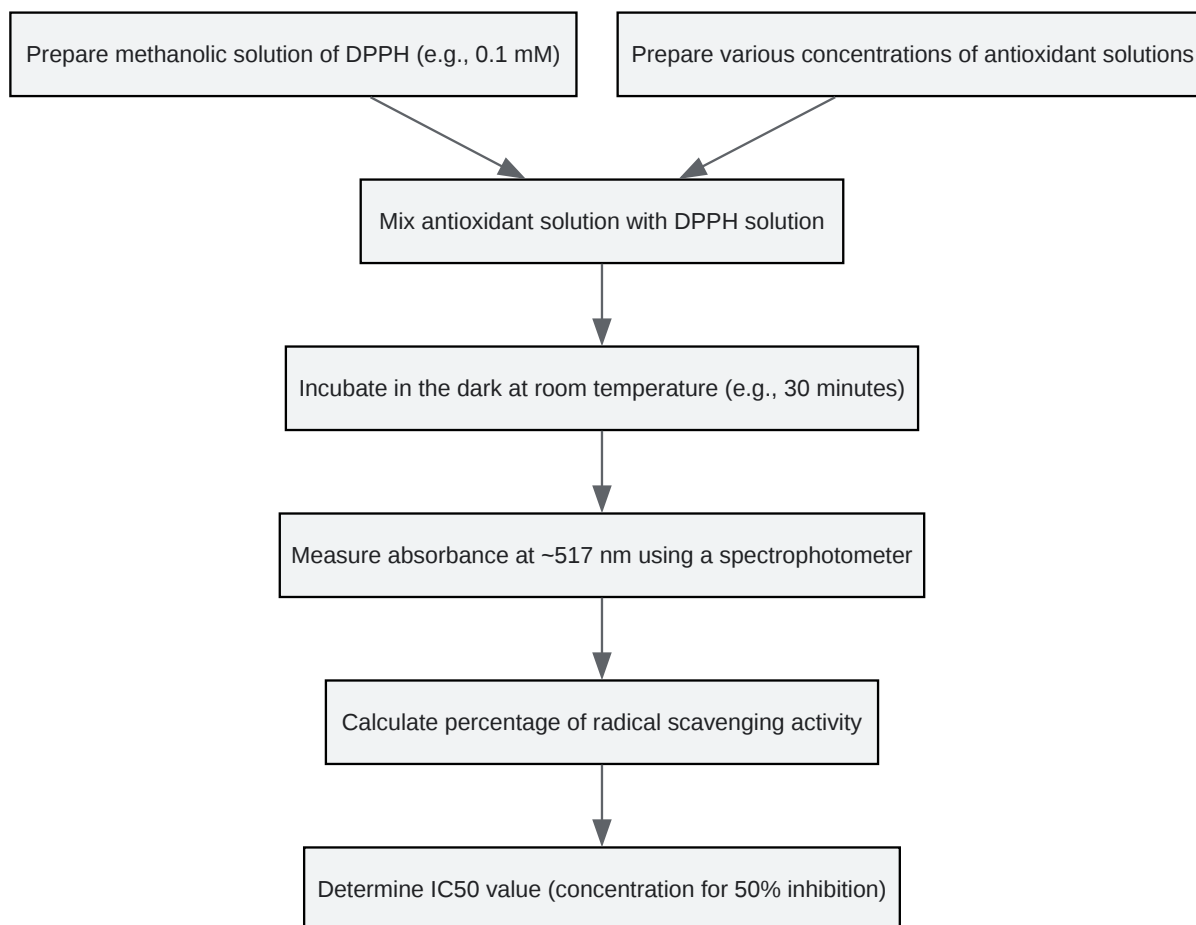 Prepare methanolic solution of DPPH (e.g., 0.1 mM)
Prepare various concentrations of antioxidant solutions
Mix antioxidant solution with DPPH solution
Incubate in the dark at room temperature (e.g., 30 minutes)
Measure absorbance at ~517 nm using a spectrophotometer
Calculate percentage of radical scavenging activity
Determine IC50 value (concentration for 50% inhibition)